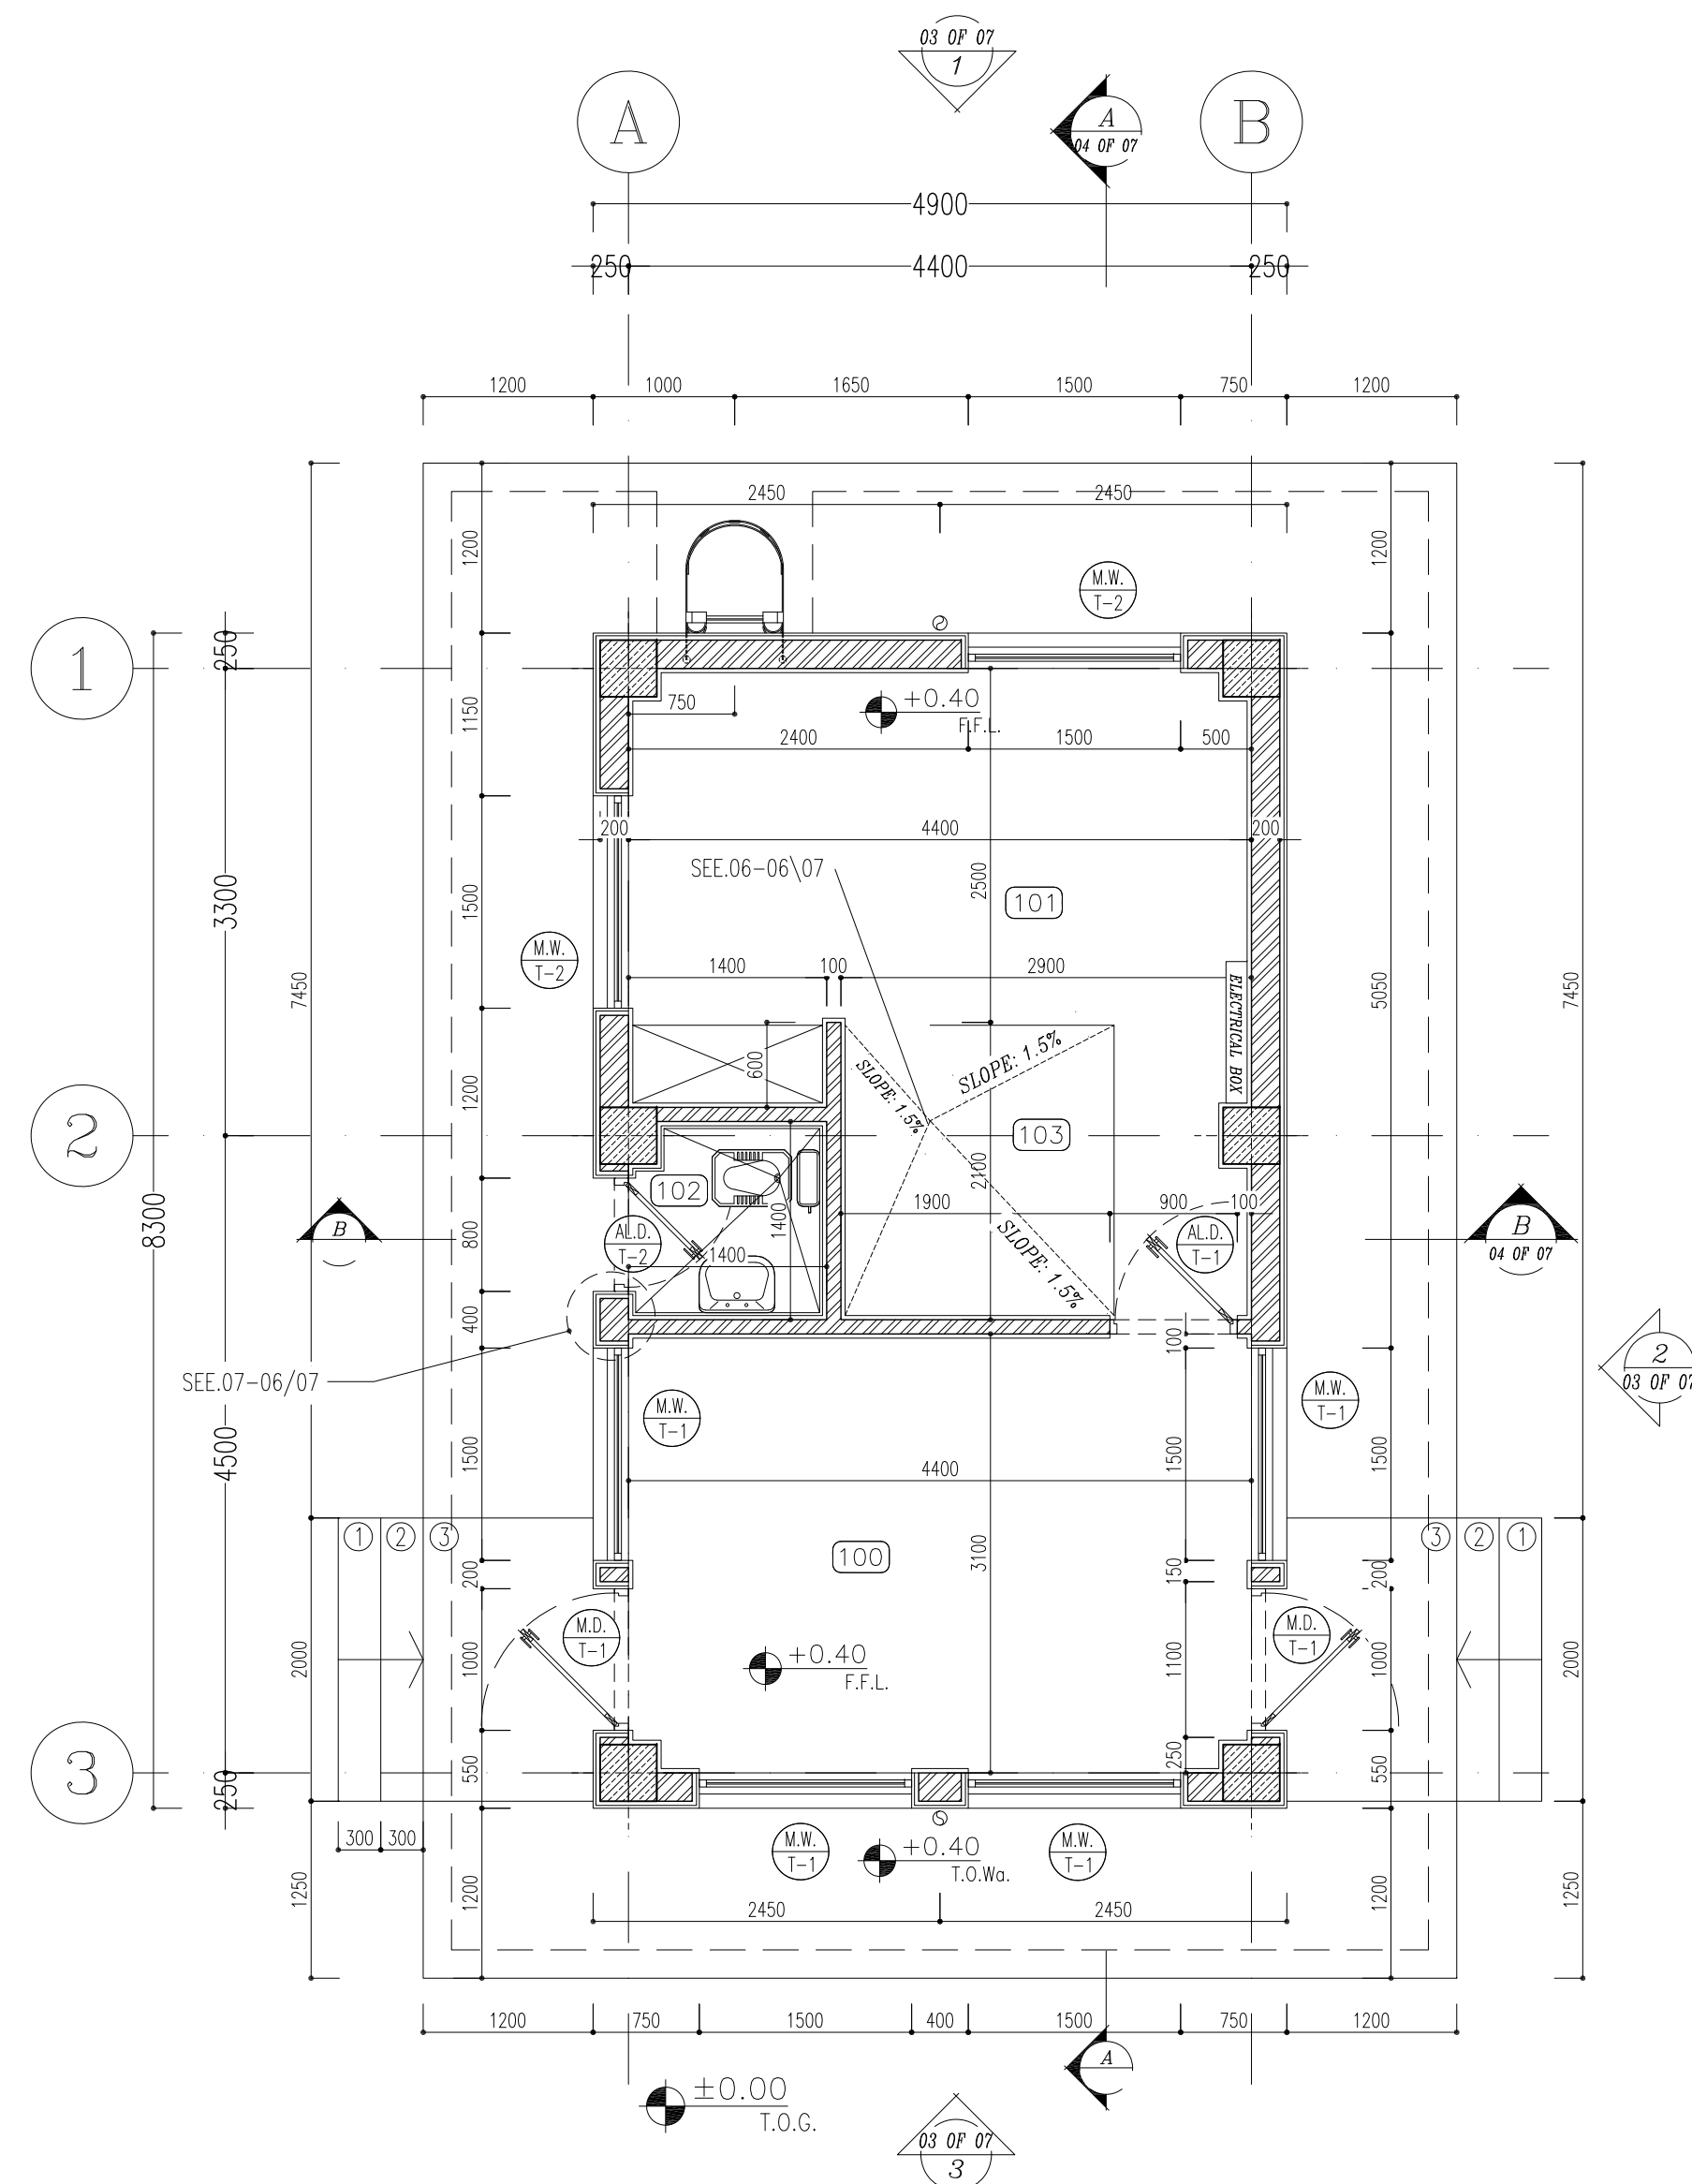 03 OF 07
1
A
B
A
04 OF 07
4900
250
4400
250
1200
1000
1650
1500
750
1200
2450
2450
1200
1200
M.W.
T-2
1
250
750
+0.40
F.F.L.
1150
2400
1500
500
200
4400
200
SEE.06-06\07
2500
101
3300
1500
M.W.
T-2
7450
1400
100
2900
5050
7450
ELECTRICAL BOX
600
SLOPE: 1.5%
SLOPE: 1.5%
1200
2
103
2100
102
1400
1900
900
100
8300
B
800
AL.D.
T-2
1400
SLOPE: 1.5%
AL.D.
T-1
B
04 OF 07
400
100
SEE.07-06/07
2
03 OF 07
M.W.
T-1
M.W.
T-1
4500
1500
4400
1500
1500
1
2
3
100
3100
3
2
1
200
150
200
M.D.
T-1
M.D.
T-1
2000
1000
+0.40
F.F.L.
1100
1000
2000
3
250
550
250
550
300
300
M.W.
T-1
+0.40
T.O.Wa.
M.W.
T-1
1250
1200
1200
1250
2450
2450
1200
750
1500
400
1500
750
1200
A
±0.00
T.O.G.
03 OF 07
3